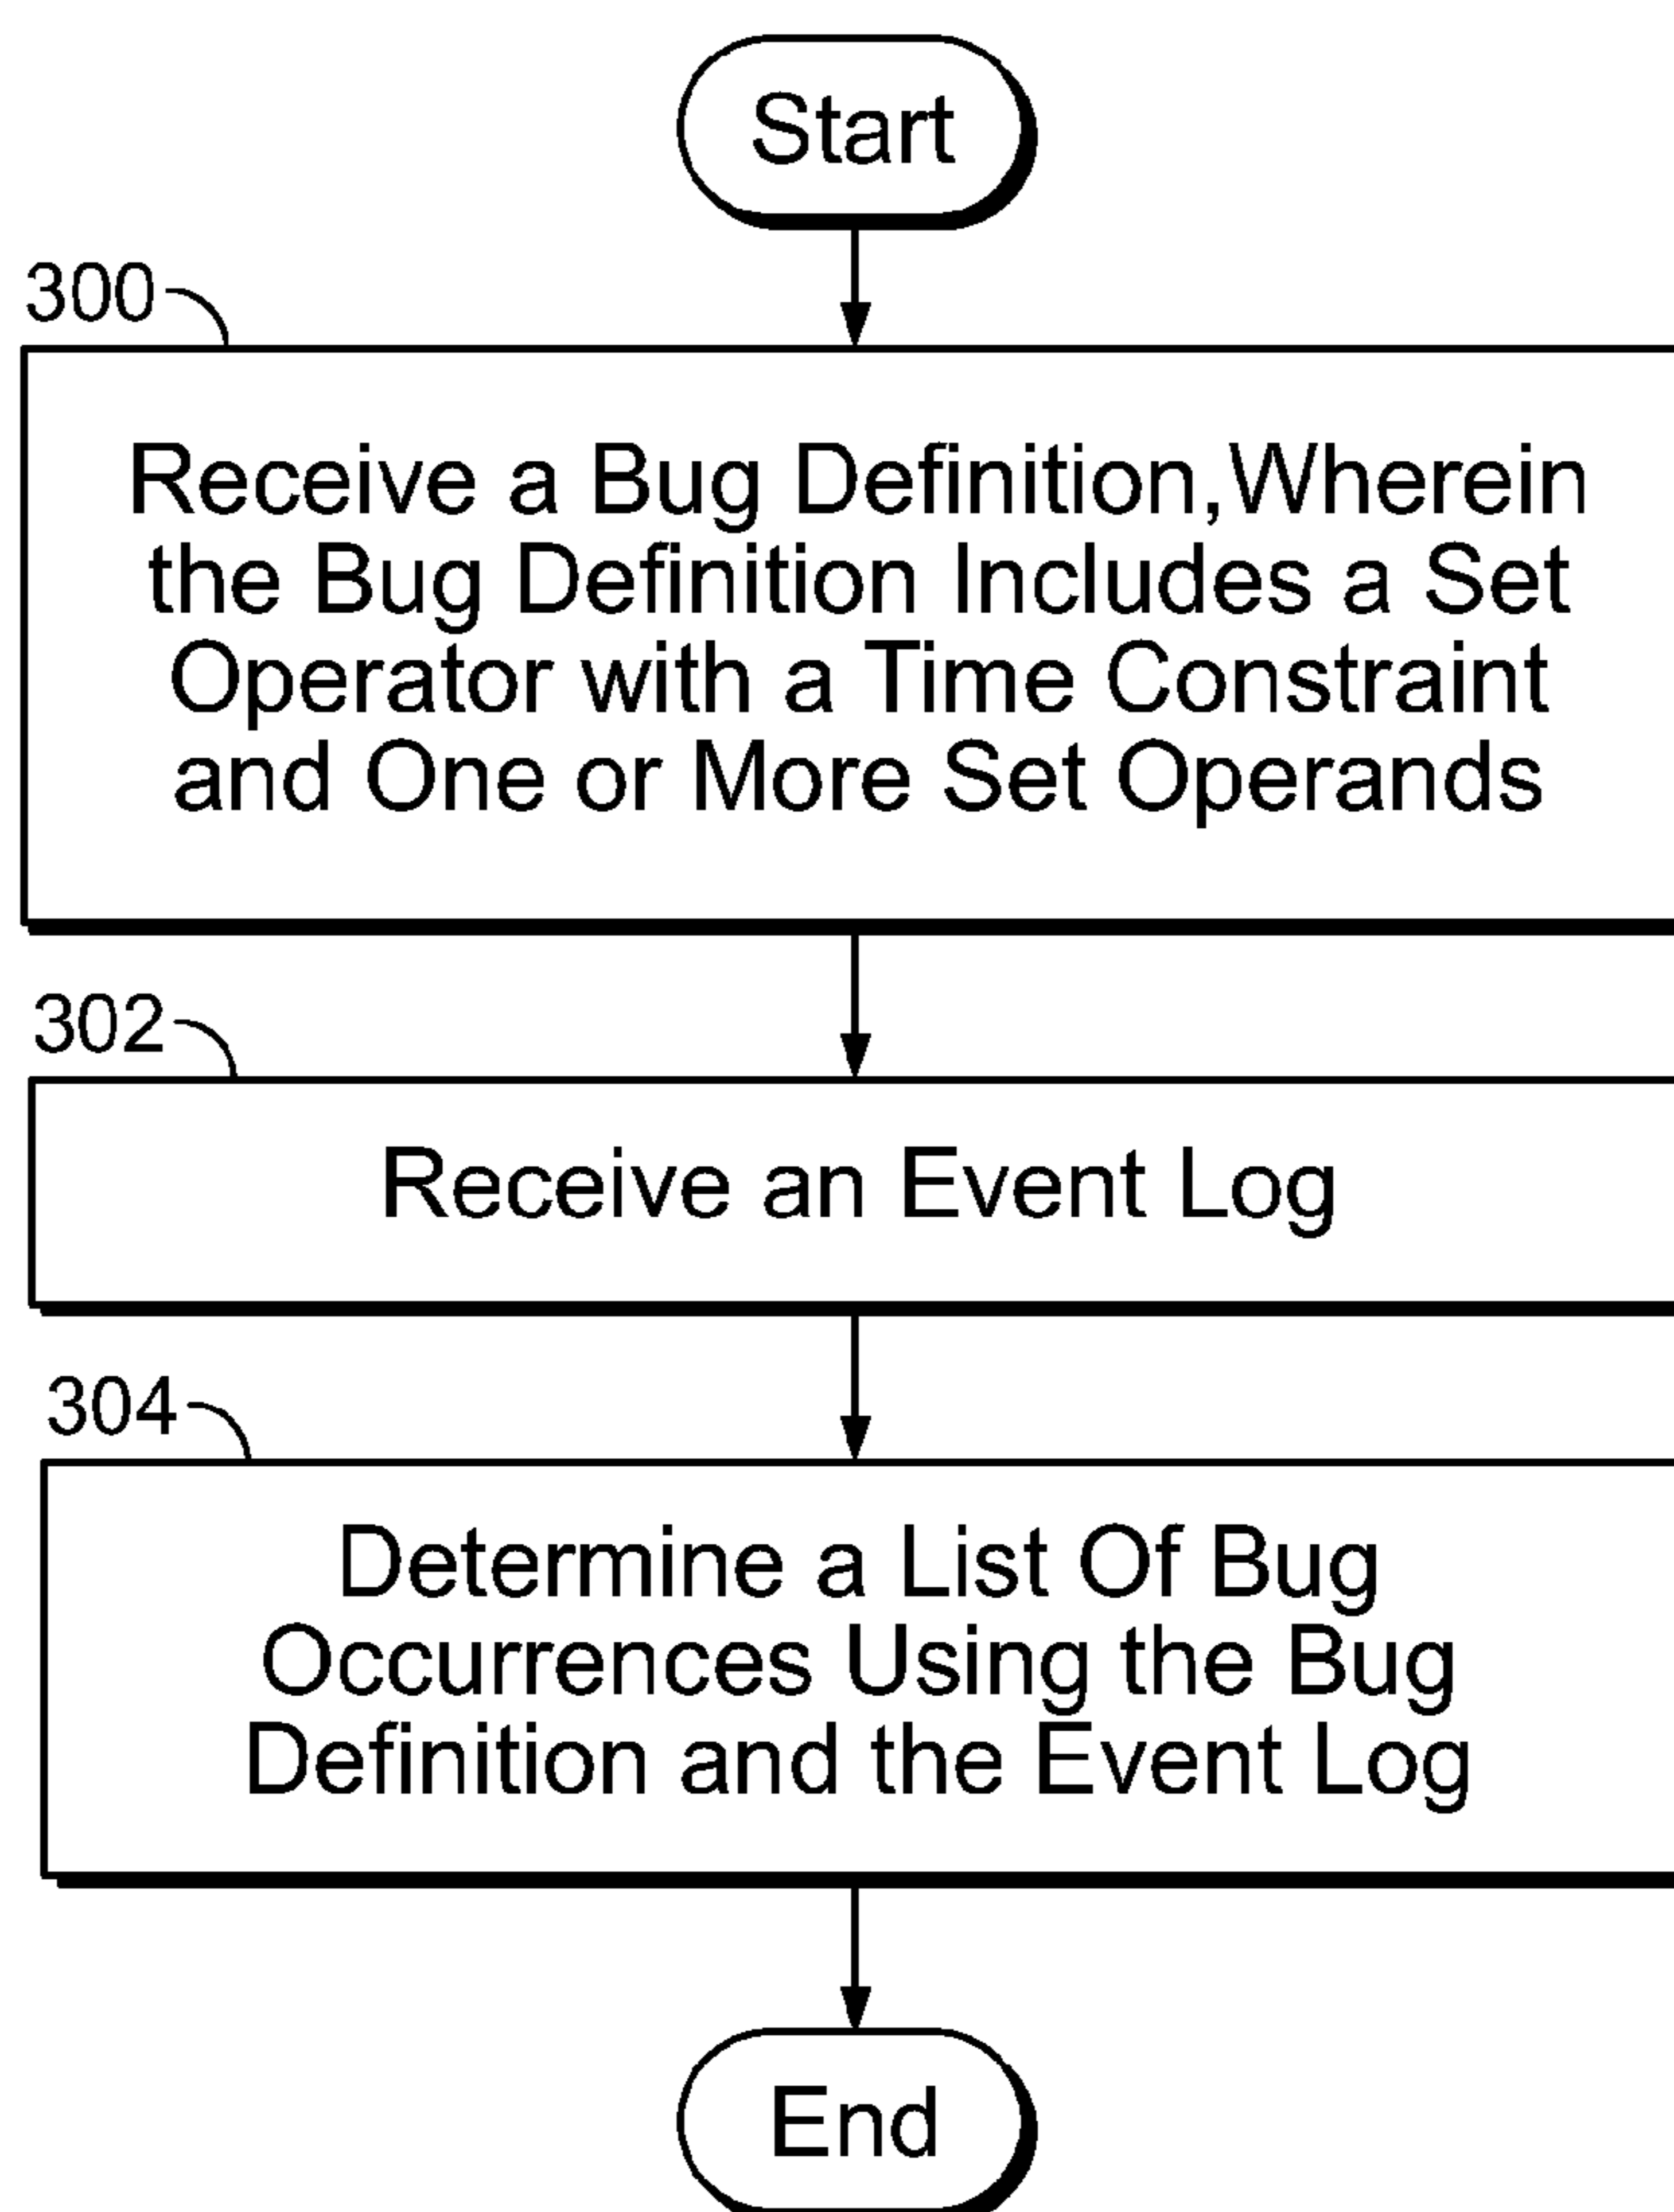 Start
300
Receive a Bug Definition,Wherein
the Bug Definition Includes a Set
Operator with a Time Constraint
and One or More Set Operands
302
Receive an Event Log
304
Determine a List Of Bug
Occurrences Using the Bug
Definition and the Event Log
End